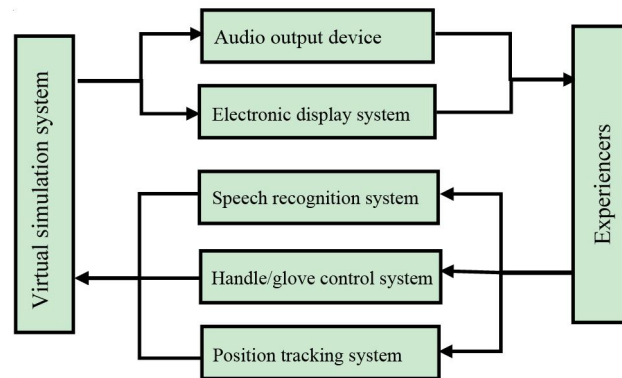 Virtual simulation system
Audio output device
Electronic display system
Speech recognition system
Handle/glove control system
Position tracking system
Experiencers